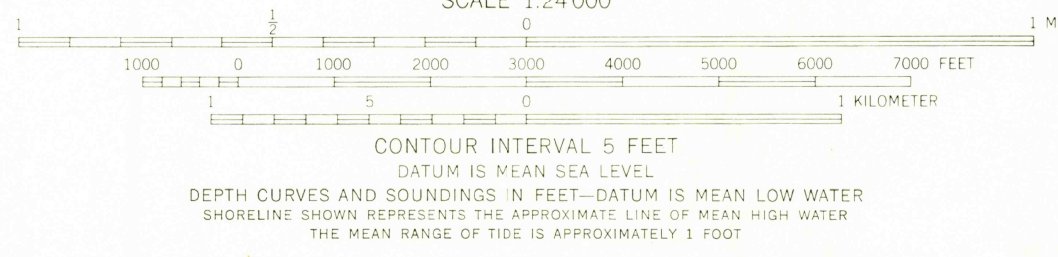 SCALE 1:24 000
1 1/2 0 1 M
1000 0 1000 2000 3000 4000 5000 6000 7000 FEET
1 5 0 1 KILOMETER
CONTOUR INTERVAL 5 FEET
DATUM IS MEAN SEA LEVEL
DEPTH CURVES AND SOUNDINGS IN FEET—DATUM IS MEAN LOW WATER
SHORELINE SHOWN REPRESENTS THE APPROXIMATE LINE OF MEAN HIGH WATER
THE MEAN RANGE OF TIDE IS APPROXIMATELY 1 FOOT